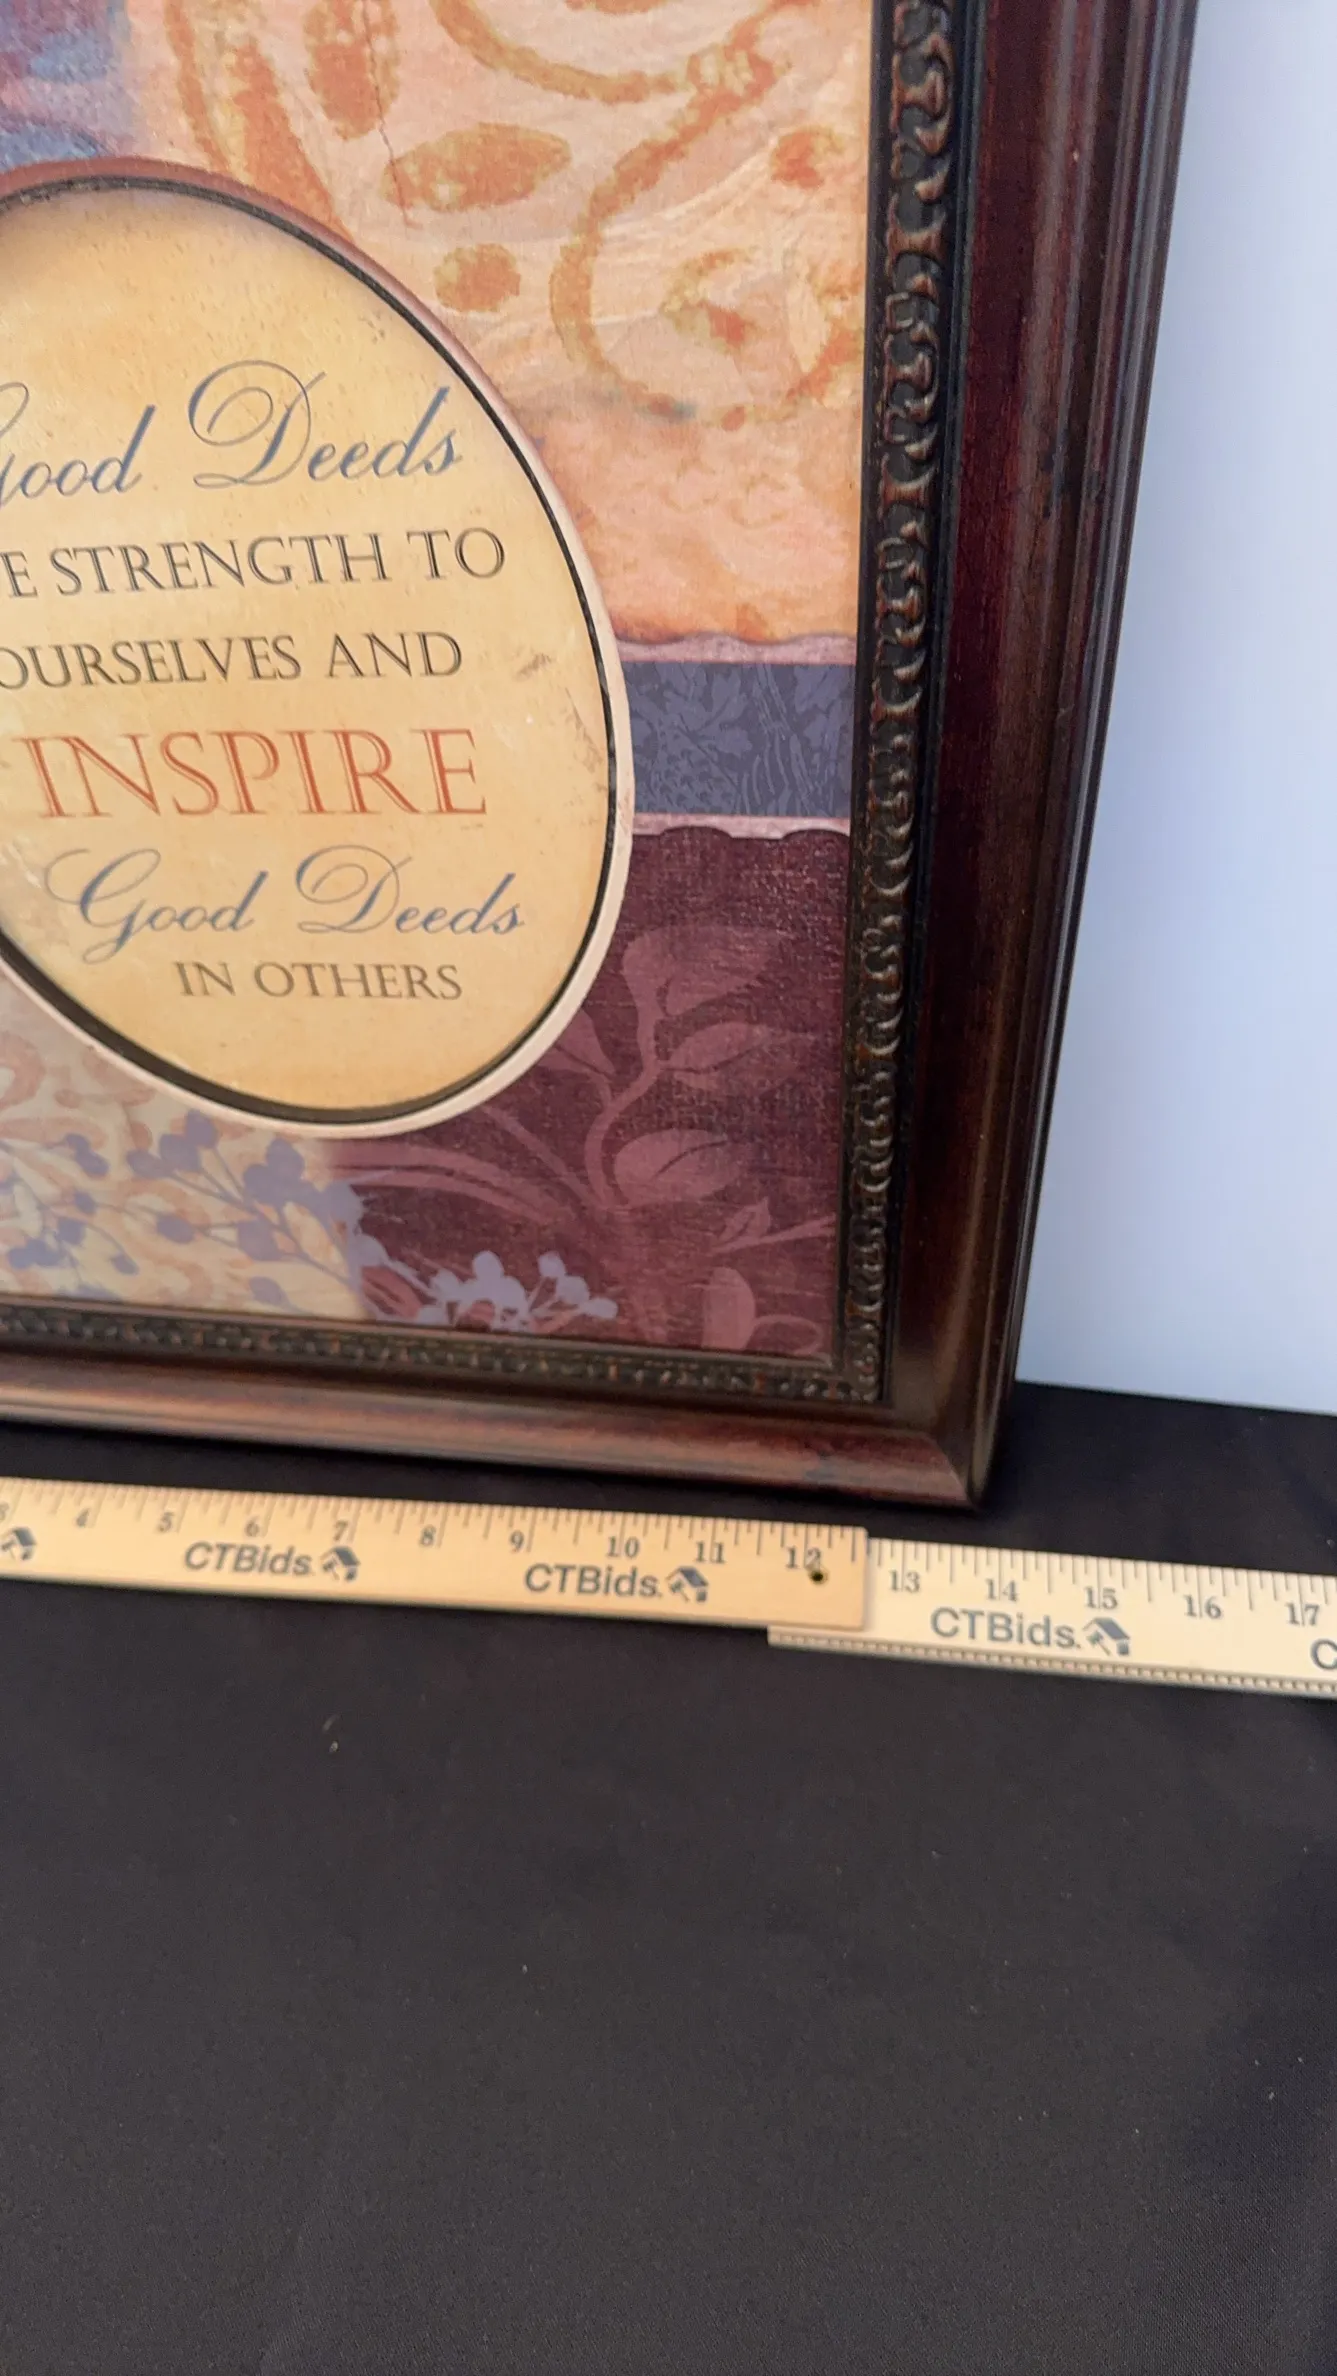 Good Deeds
E STRENGTH TO
OURSELVES AND
INSPIRE
Good Deeds
IN OTHERS
3 4 5 6 7 8 9 10 11 12 13 14 15 16 17
CTBids. CTBids. CTBids. C